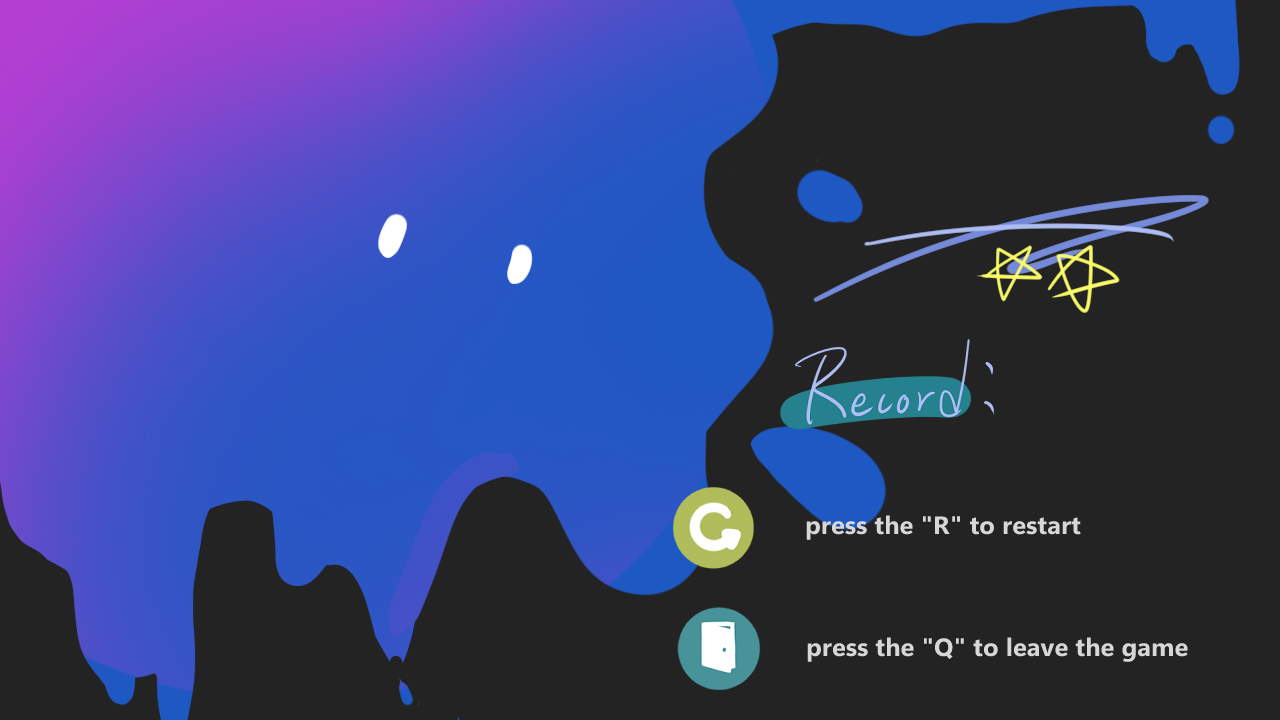 Record:
press the "R" to restart
press the "Q" to leave the game